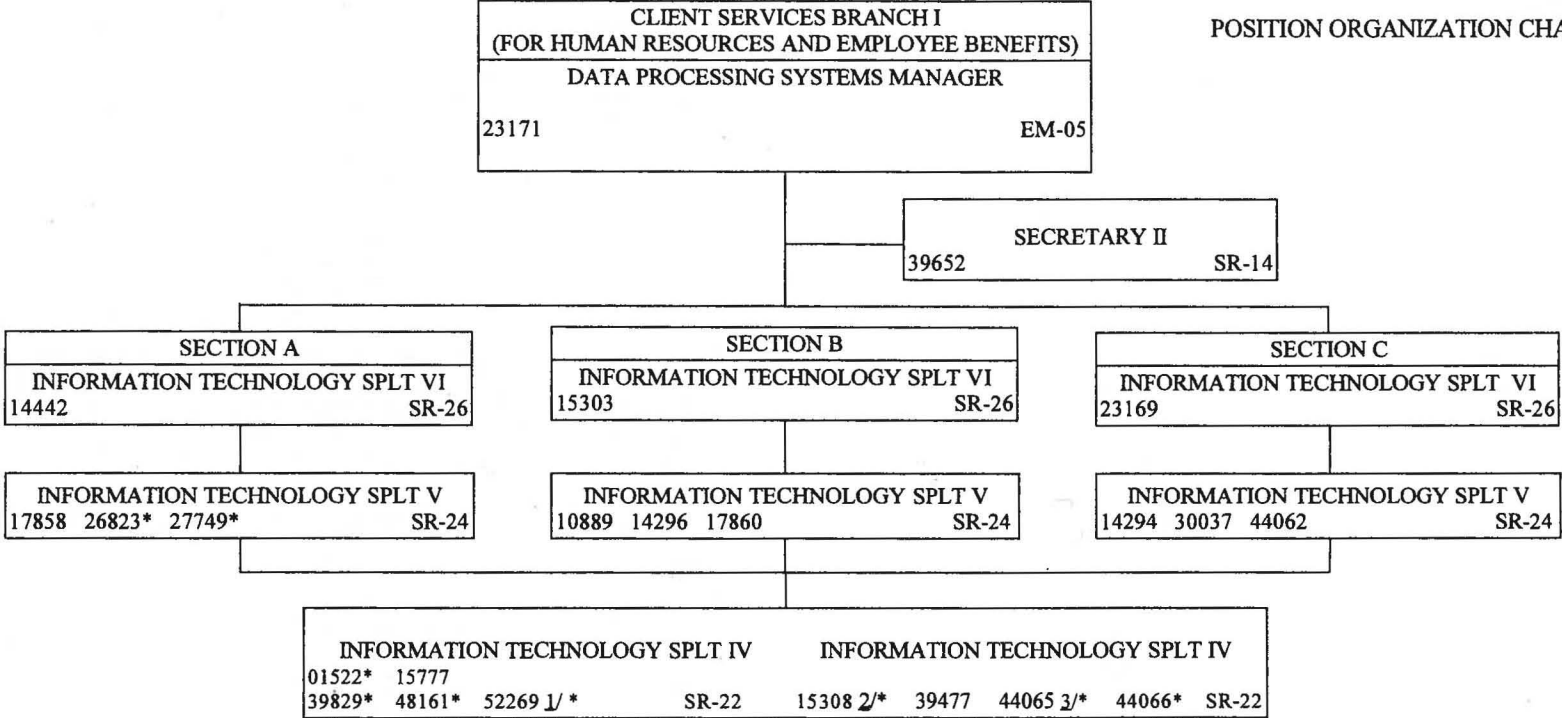 POSITION ORGANIZATION CHA
CLIENT SERVICES BRANCH I
(FOR HUMAN RESOURCES AND EMPLOYEE BENEFITS)
DATA PROCESSING SYSTEMS MANAGER
23171 EM-05
SECRETARY II
39652 SR-14
SECTION A
INFORMATION TECHNOLOGY SPLT VI
14442 SR-26
SECTION B
INFORMATION TECHNOLOGY SPLT VI
15303 SR-26
SECTION C
INFORMATION TECHNOLOGY SPLT VI
23169 SR-26
INFORMATION TECHNOLOGY SPLT V
17858 26823* 27749* SR-24
INFORMATION TECHNOLOGY SPLT V
10889 14296 17860 SR-24
INFORMATION TECHNOLOGY SPLT V
14294 30037 44062 SR-24
INFORMATION TECHNOLOGY SPLT IV
01522* 15777
39829* 48161* 52269 1/ * SR-22
INFORMATION TECHNOLOGY SPLT IV
15308 2/* 39477 44065 3/* 44066* SR-22